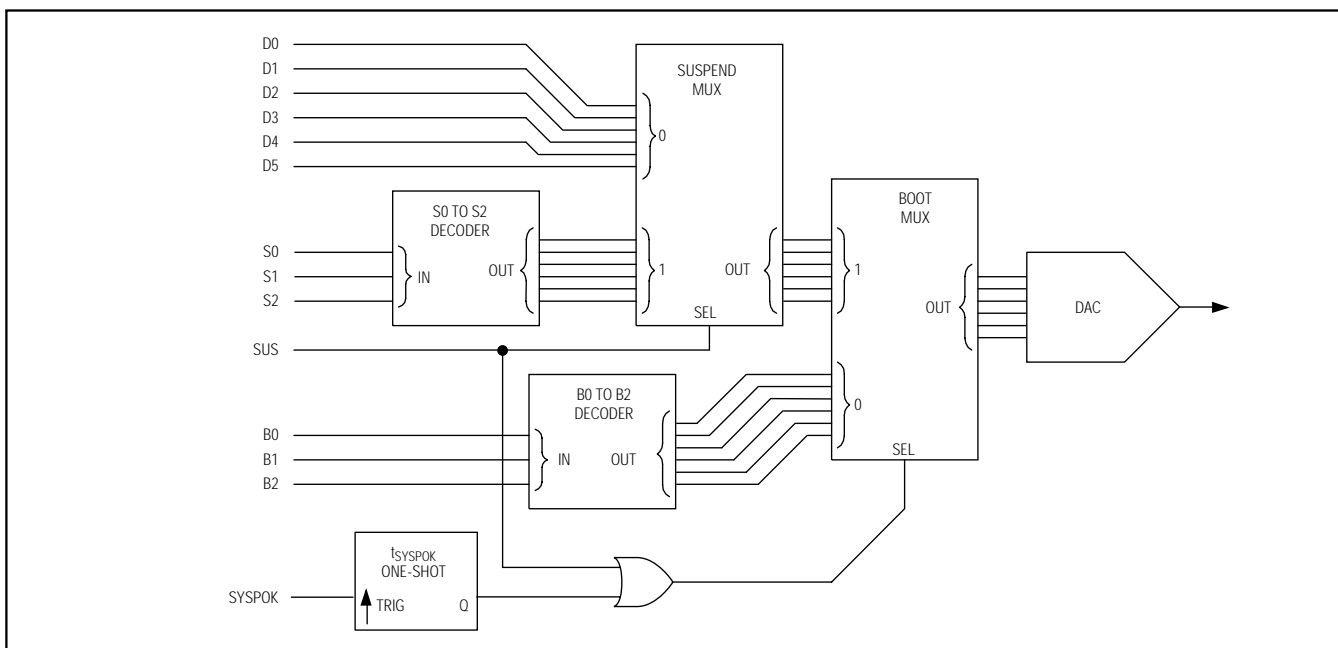 D0
D1
D2
D3
D4
D5
SUSPEND
MUX
0
S0 TO S2
DECODER
S0
S1
S2
IN
OUT
1
OUT
SEL
BOOT
MUX
1
OUT
DAC
SUS
B0 TO B2
DECODER
0
SEL
B0
B1
B2
IN
OUT
tSYSPOK
ONE-SHOT
SYSPOK
TRIG
Q